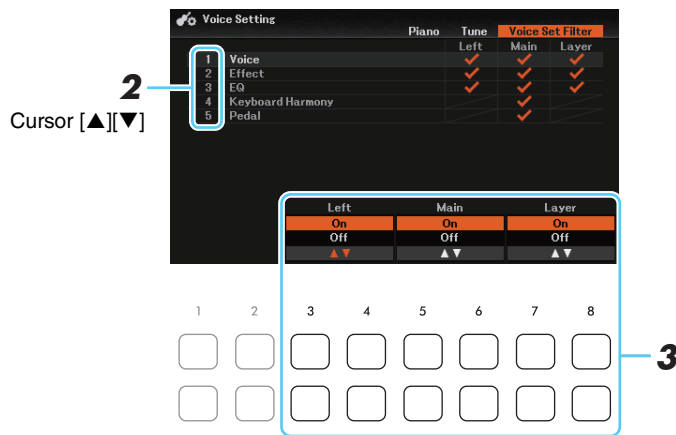 Voice Setting
Piano Tune Voice Set Filter
Left Main Layer
1 Voice
2 Effect
3 EQ
4 Keyboard Harmony
5 Pedal
2
Cursor [▲][▼]
Left Main Layer
On On On
Off Off Off
▲▼ ▲▼ ▲▼
1 2 3 4 5 6 7 8
3